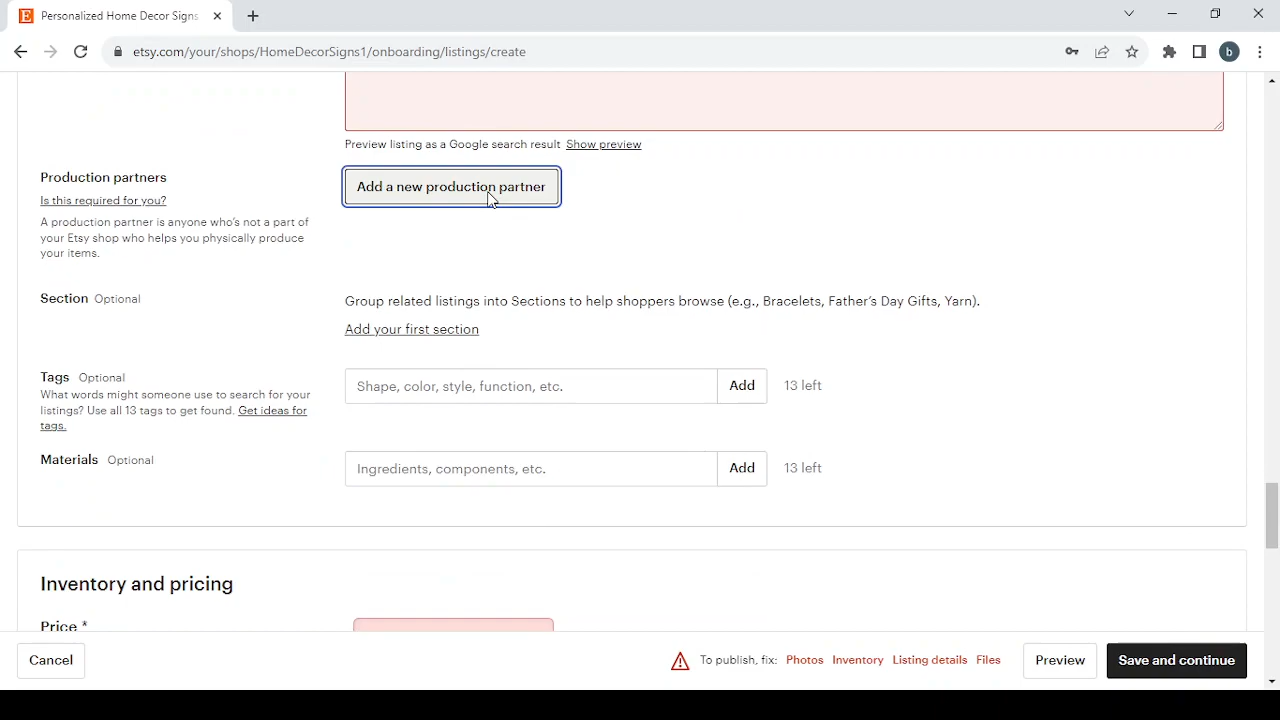 Personalized Home Decor Signs
etsy.com/your/shops/HomeDecorSigns1/onboarding/listings/create
b
Preview listing as a Google search result Show preview
Production partners
Add a new production partner
Is this required for you?
A production partner is anyone who's not a part of
your Etsy shop who helps you physically produce
your items.
Section Optional
Group related listings into Sections to help shoppers browse (e.g., Bracelets, Father's Day Gifts, Yarn).
Add your first section
Tags Optional
What words might someone use to search for your
listings? Use all 13 tags to get found. Get ideas for
tags.
Shape, color, style, function, etc. Add 13 left
Materials Optional
Ingredients, components, etc. Add 13 left
Inventory and pricing
Price *
Cancel
To publish, fix: Photos Inventory Listing details Files
Preview
Save and continue